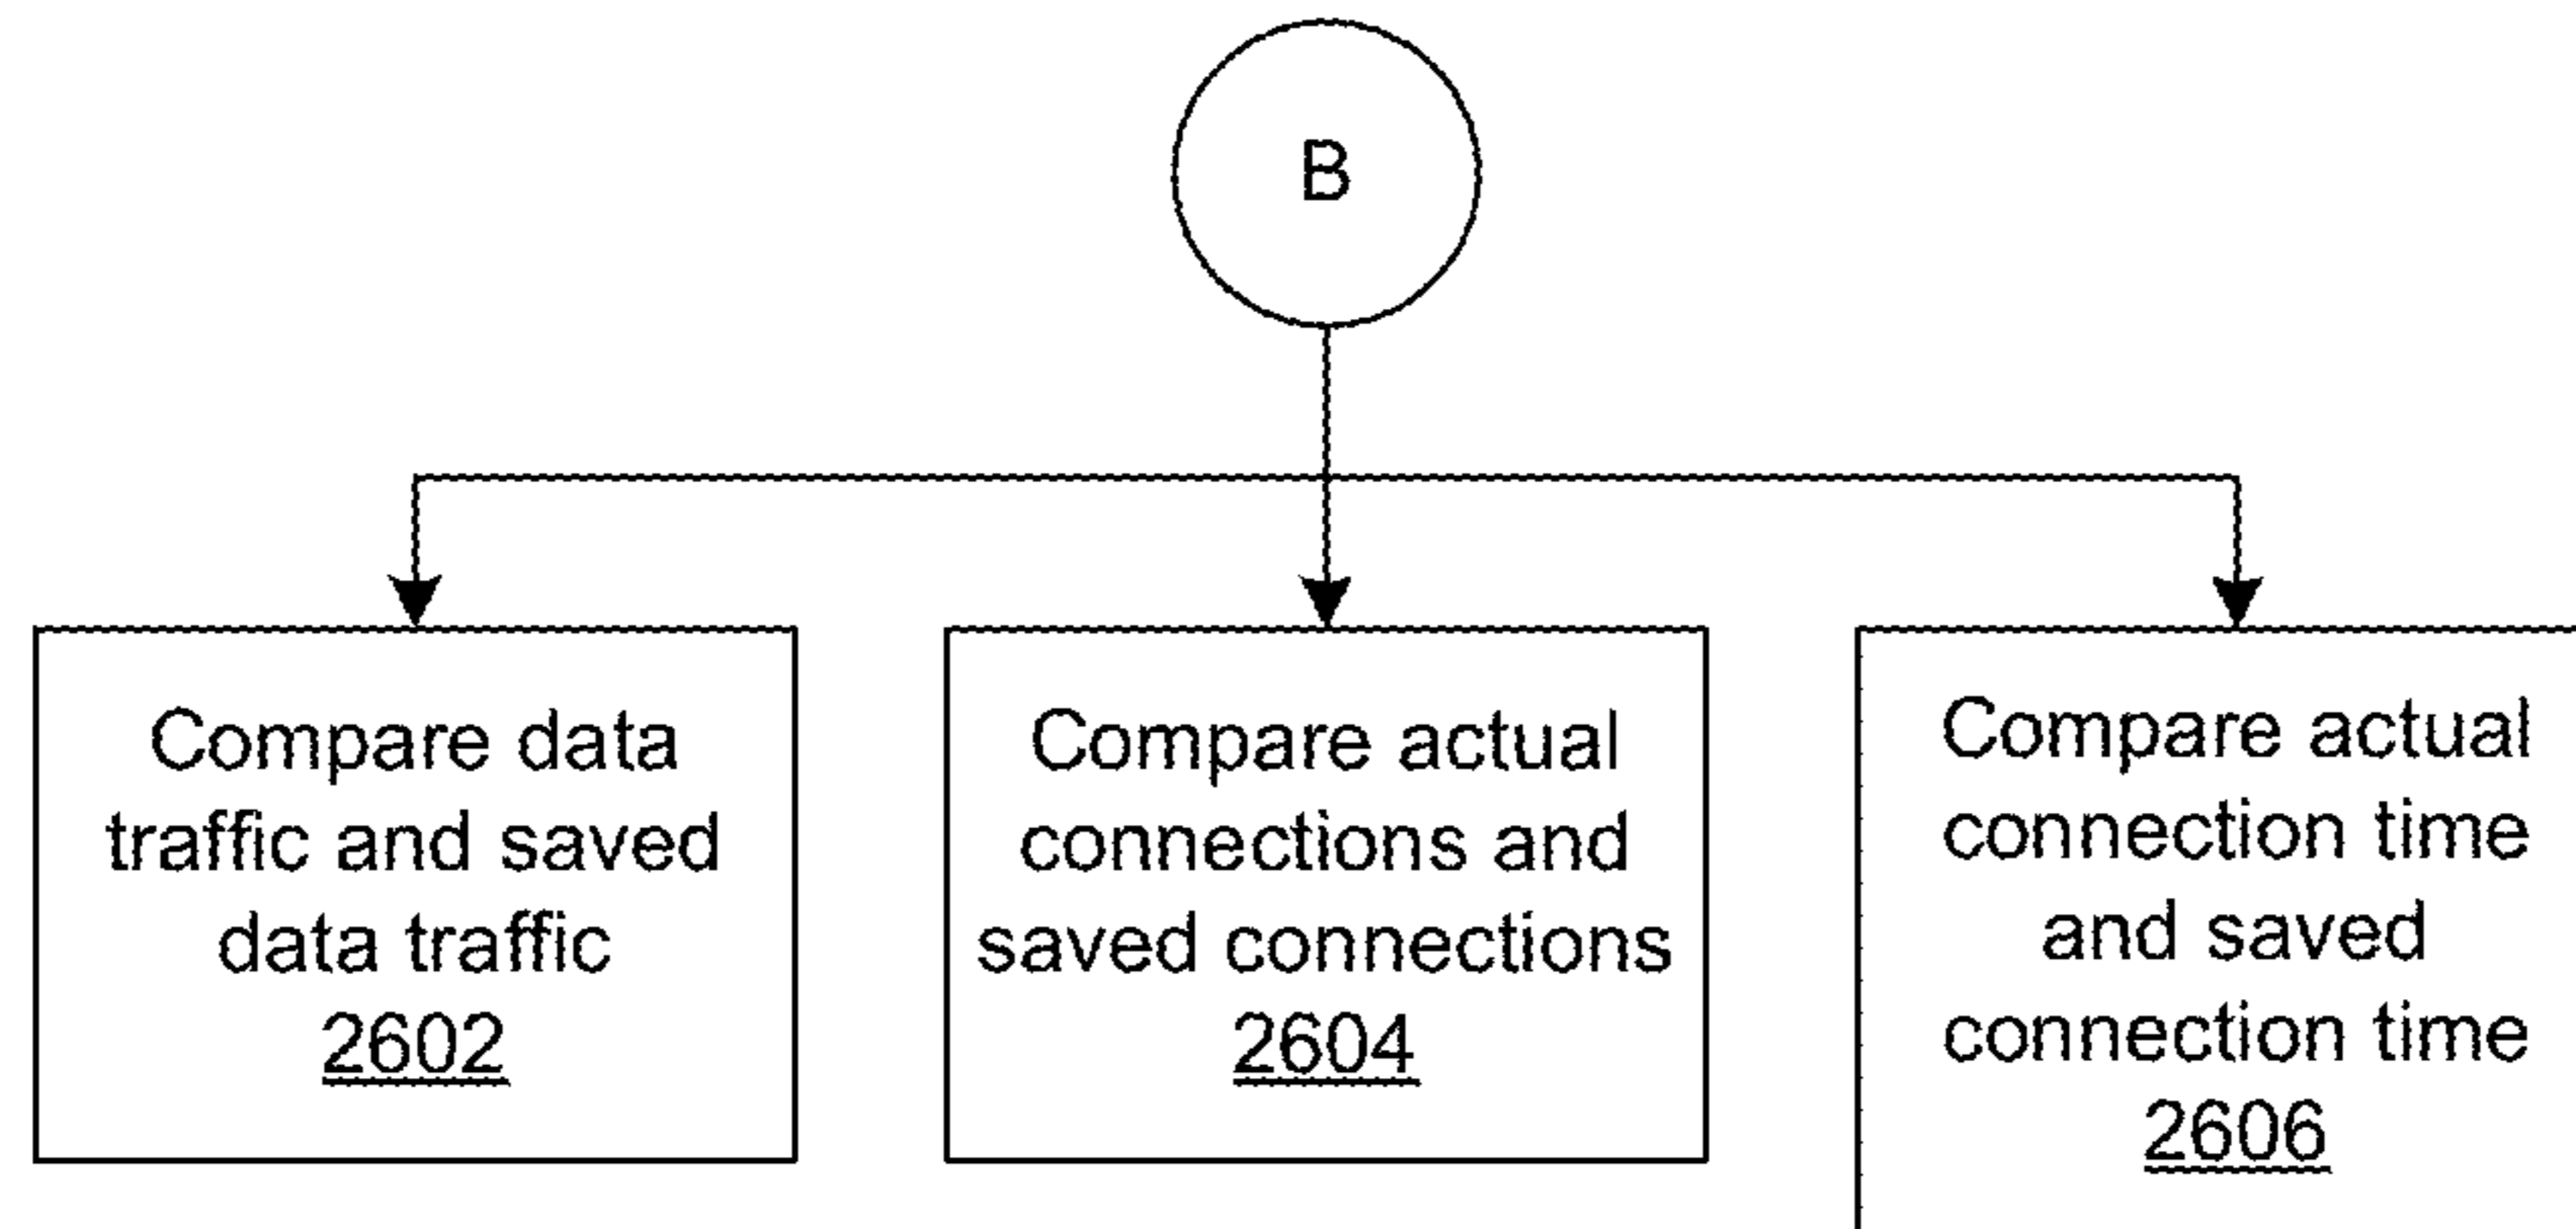 B
Compare data
traffic and saved
data traffic
2602
Compare actual
connections and
saved connections
2604
Compare actual
connection time
and saved
connection time
2606